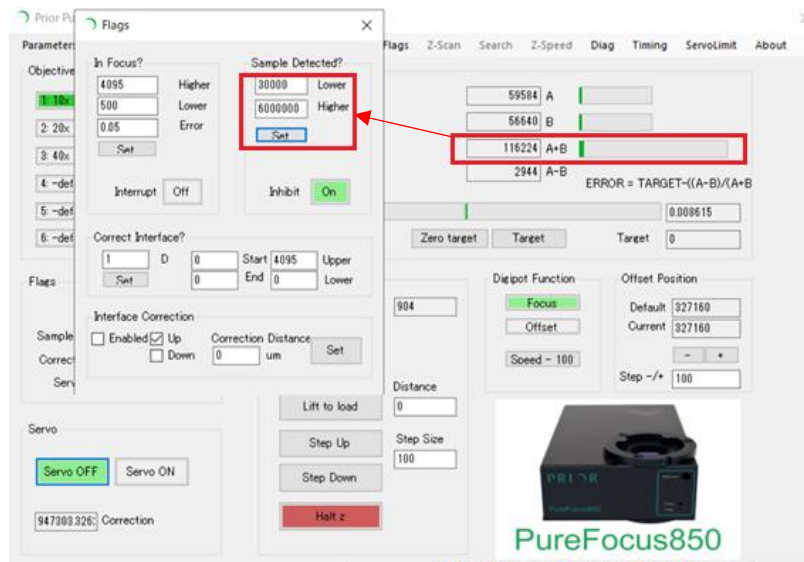 Prior Pu
Flags
Parameter
Flags Z-Scan Search Z-Speed Diag Timing ServoLimit About
Objective
1: 10x
2: 20x
3: 40x
4: -def
5: -def
6: -def
In Focus?
4095 Higher
500 Lower
0.05 Error
Set
Interrupt Off
Sample Detected?
30000 Lower
6000000 Higher
Set
Inhibit On
59584 A
56640 B
116224 A+B
2944 A-B
ERROR = TARGET-((A-B)/(A+B
0.008615
Zero target Target Target 0
Correct Interface?
1 D 0 Start 4095 Upper
Set 0 End 0 Lower
Interface Correction
Enabled Up Correction Distance
Down 0 um Set
Flags
Sample
Correct
Serv
904
Digipot Function
Focus
Offset
Speed - 100
Offset Position
Default 327160
Current 327160
- +
Step -/+ 100
Distance
Lift to load 0
Step Up Step Size
100
Step Down
Halt z
Servo
Servo OFF Servo ON
947303.326: Correction
PRIOR
PureFocus850
PureFocus850